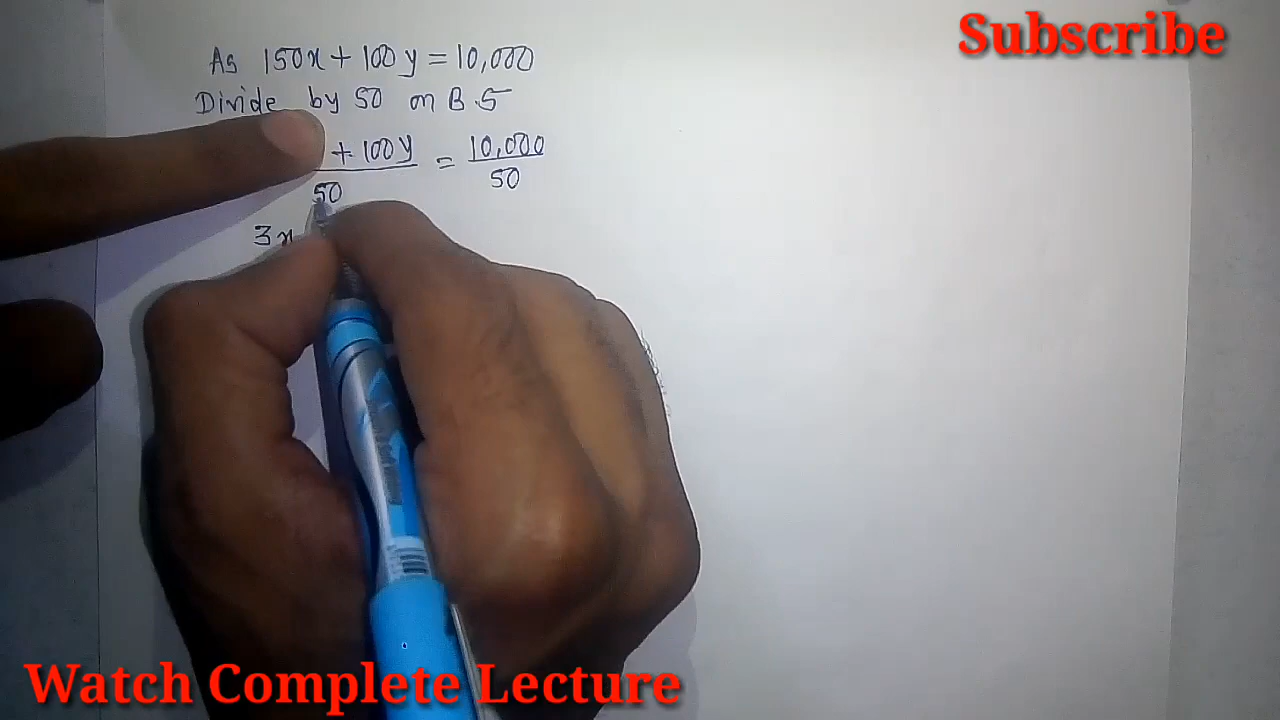 Subscribe
As 150x + 100y = 10,000
Divide by 50 on B.S
+ 100y = 10,000
50 50
3x
Watch Complete Lecture